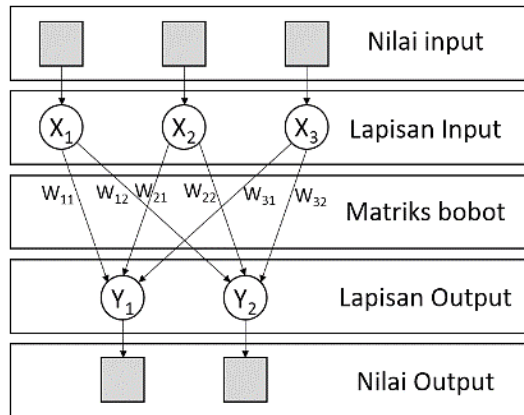 Nilai input
X₁ X₂ X₃ Lapisan Input
W₁₁ W₁₂ W₂₁ W₂₂ W₃₁ W₃₂
Matriks bobot
Y₁ Y₂ Lapisan Output
Nilai Output